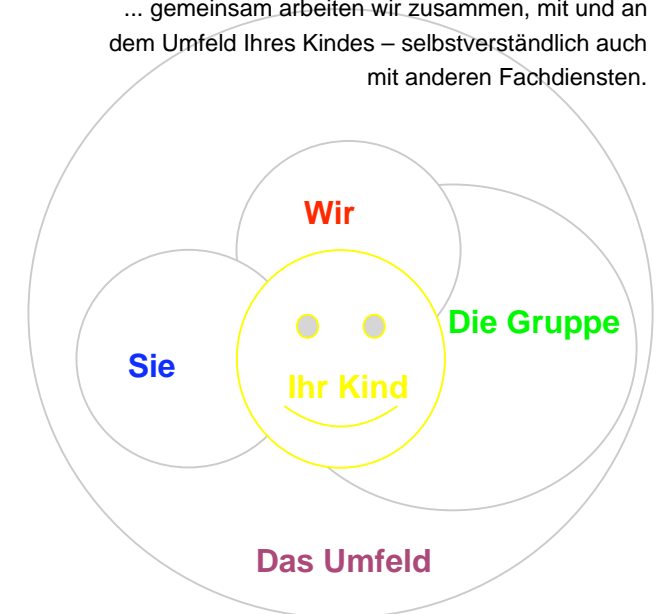 ... gemeinsam arbeiten wir zusammen, mit und an
dem Umfeld Ihres Kindes – selbstverständlich auch
mit anderen Fachdiensten.
Wir
Die Gruppe
Sie
Ihr Kind
Das Umfeld